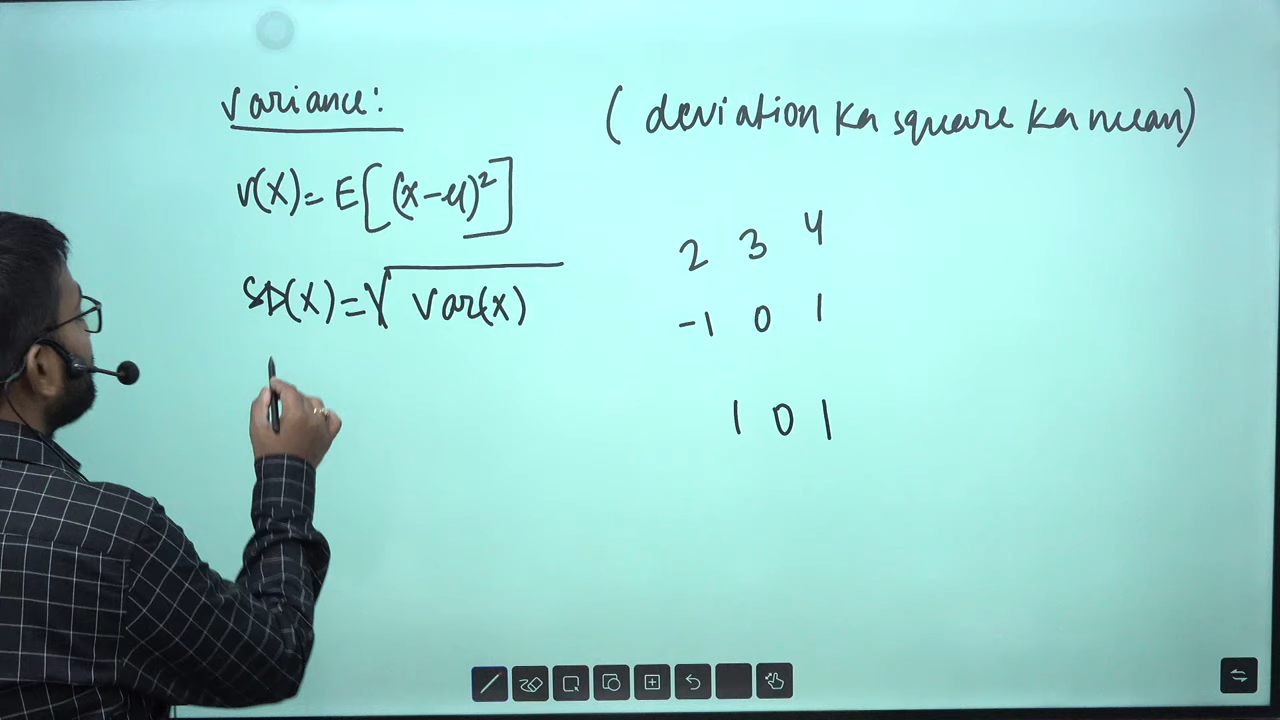 Variance:
(deviation ka square ka mean)
V(X) = E[(x-μ)²]
2 3 4
SD(X) = √Var(x)
-1 0 1
1 0 1